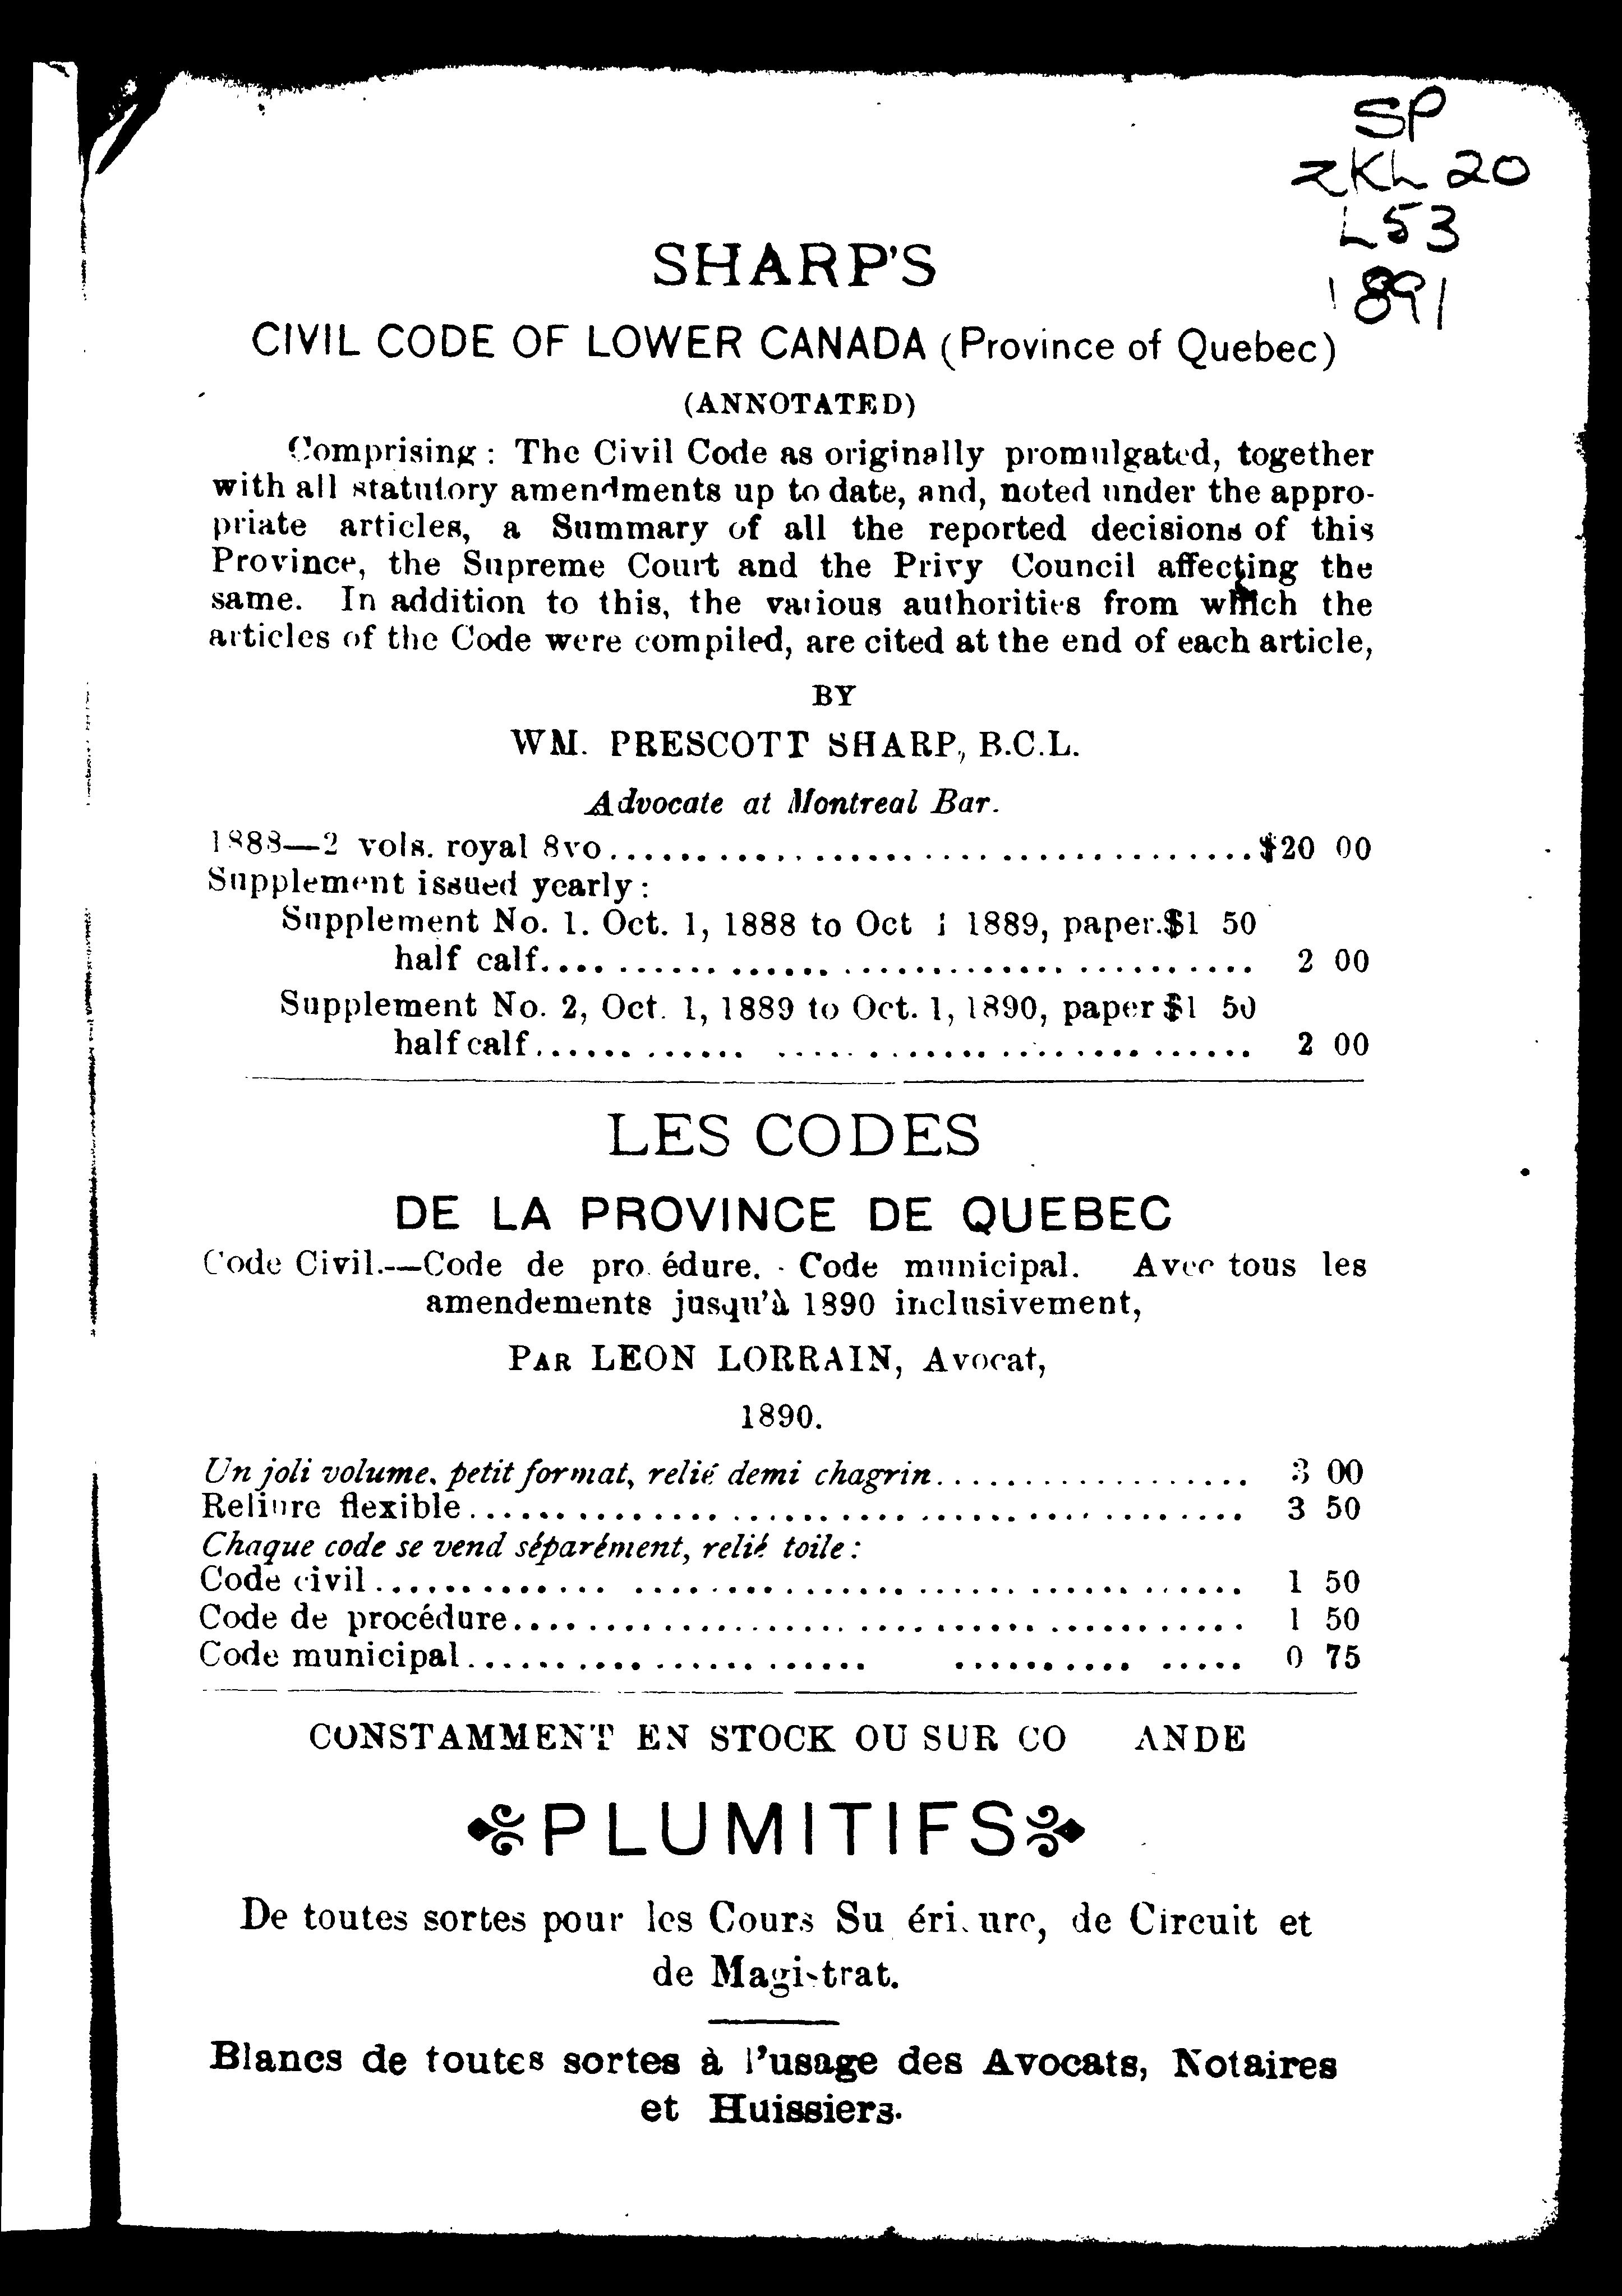 SP
ZKL 20
L53
1891
SHARP'S
CIVIL CODE OF LOWER CANADA (Province of Quebec)
(ANNOTATED)
Comprising: The Civil Code as originally promulgated, together
with all statutory amendments up to date, and, noted under the appro-
priate articles, a Summary of all the reported decisions of this
Province, the Supreme Court and the Privy Council affecting the
same. In addition to this, the various authorities from which the
articles of the Code were compiled, are cited at the end of each article,
BY
WM. PRESCOTT SHARP, B.C.L.
Advocate at Montreal Bar.
1888—2 vols. royal 8vo........................................$20 00
Supplement issued yearly:
Supplement No. 1. Oct. 1, 1888 to Oct 1 1889, paper.$1 50
half calf........................................ 2 00
Supplement No. 2, Oct. 1, 1889 to Oct. 1, 1890, paper $1 50
half calf........................................ 2 00
LES CODES
DE LA PROVINCE DE QUEBEC
Code Civil.—Code de pro édure. - Code municipal. Avec tous les
amendements jusqu'à 1890 inclusivement,
PAR LEON LORRAIN, Avocat,
1890.
Un joli volume, petit format, relié demi chagrin.................. 3 00
Reliure flexible........................................ 3 50
Chaque code se vend séparément, relié toile:
Code civil........................................ 1 50
Code de procédure........................................ 1 50
Code municipal........................................ 0 75
CONSTAMMENT EN STOCK OU SUR CO ANDE
PLUMITIFS
De toutes sortes pour les Cours Su éri ure, de Circuit et
de Magistrat.
Blancs de toutes sortes à l'usage des Avocats, Notaires
et Huissiers.